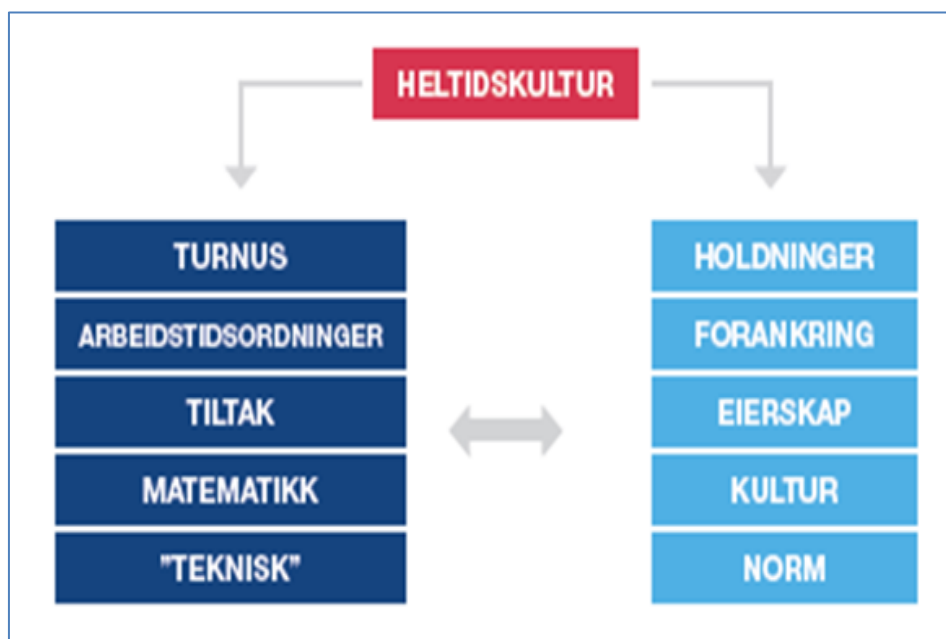 HELTIDSKULTUR
TURNUS
ARBEIDSTIDSORDNINGER
TILTAK
MATEMATIKK
"TEKNISK"
HOLDNINGER
FORANKRING
EIERSKAP
KULTUR
NORM